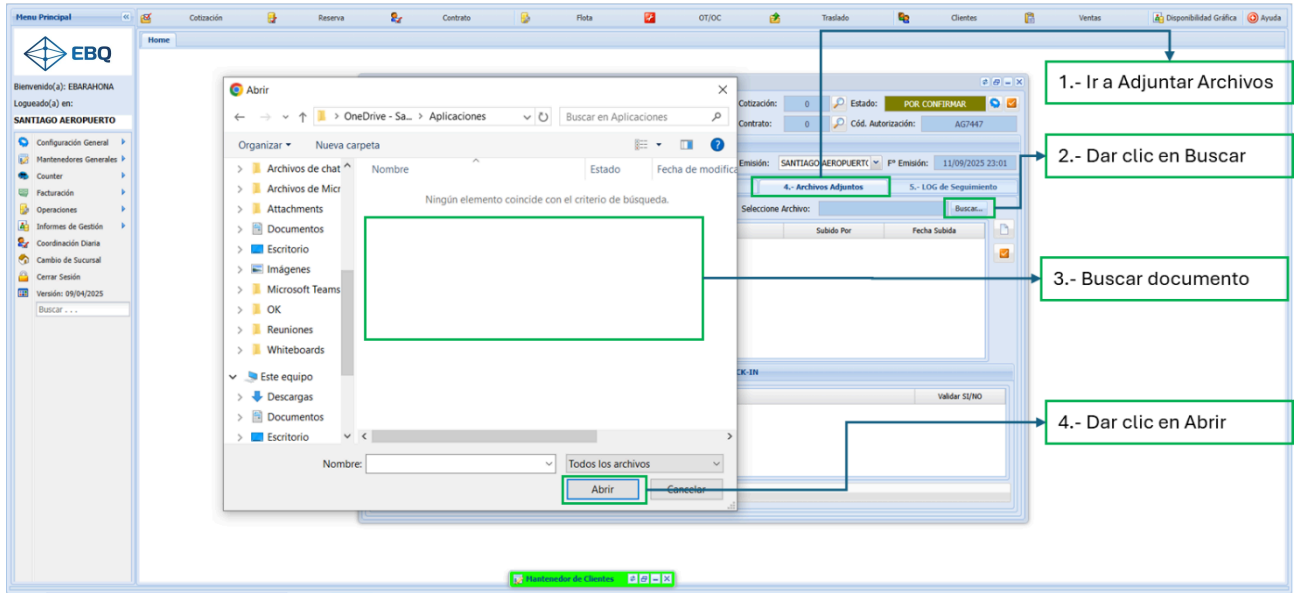 Menu Principal
Cotización
Reserva
Contrato
Flota
OT/OC
Traslado
Clientes
Ventas
Disponibilidad Gráfica
Ayuda
EBQ
Home
Bienvenido(a): EBARAHONA
Logueado(a) en:
SANTIAGO AEROPUERTO
Configuración General
Mantenedores Generales
Counter
Facturación
Operaciones
Informes de Gestión
Coordinación Diaria
Cambio de Sucursal
Cerrar Sesión
Versión: 09/04/2025
Buscar . . .
Abrir
OneDrive - Sa... > Aplicaciones
Buscar en Aplicaciones
Organizar
Nueva carpeta
Archivos de chat
Archivos de Micr
Attachments
Documentos
Escritorio
Imágenes
Microsoft Teams
OK
Reuniones
Whiteboards
Este equipo
Descargas
Documentos
Escritorio
Nombre
Estado
Fecha de modifica
Ningún elemento coincide con el criterio de búsqueda.
Nombre:
Todos los archivos
Abrir
Cancelar
Cotización: 0 Estado: POR CONFIRMAR
Contrato: 0 Cód. Autorización: AG7447
Emisión: SANTIAGO AEROPUERT( Fº Emisión: 11/09/2025 23:01
4.- Archivos Adjuntos
5.- LOG de Seguimiento
Seleccione Archivo:
Buscar...
Subido Por
Fecha Subida
CK-IN
Validar SI/NO
1.- Ir a Adjuntar Archivos
2.- Dar clic en Buscar
3.- Buscar documento
4.- Dar clic en Abrir
Mantenedor de Clientes